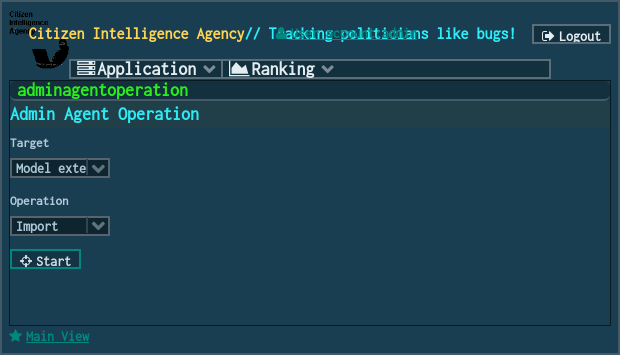 Citizen
Intelligence
Agency
Citizen Intelligence Agency// Tracking politicians like bugs!
Logout
Application
Ranking
adminagentoperation
Admin Agent Operation
Target
Model exte
Operation
Import
Start
Main View